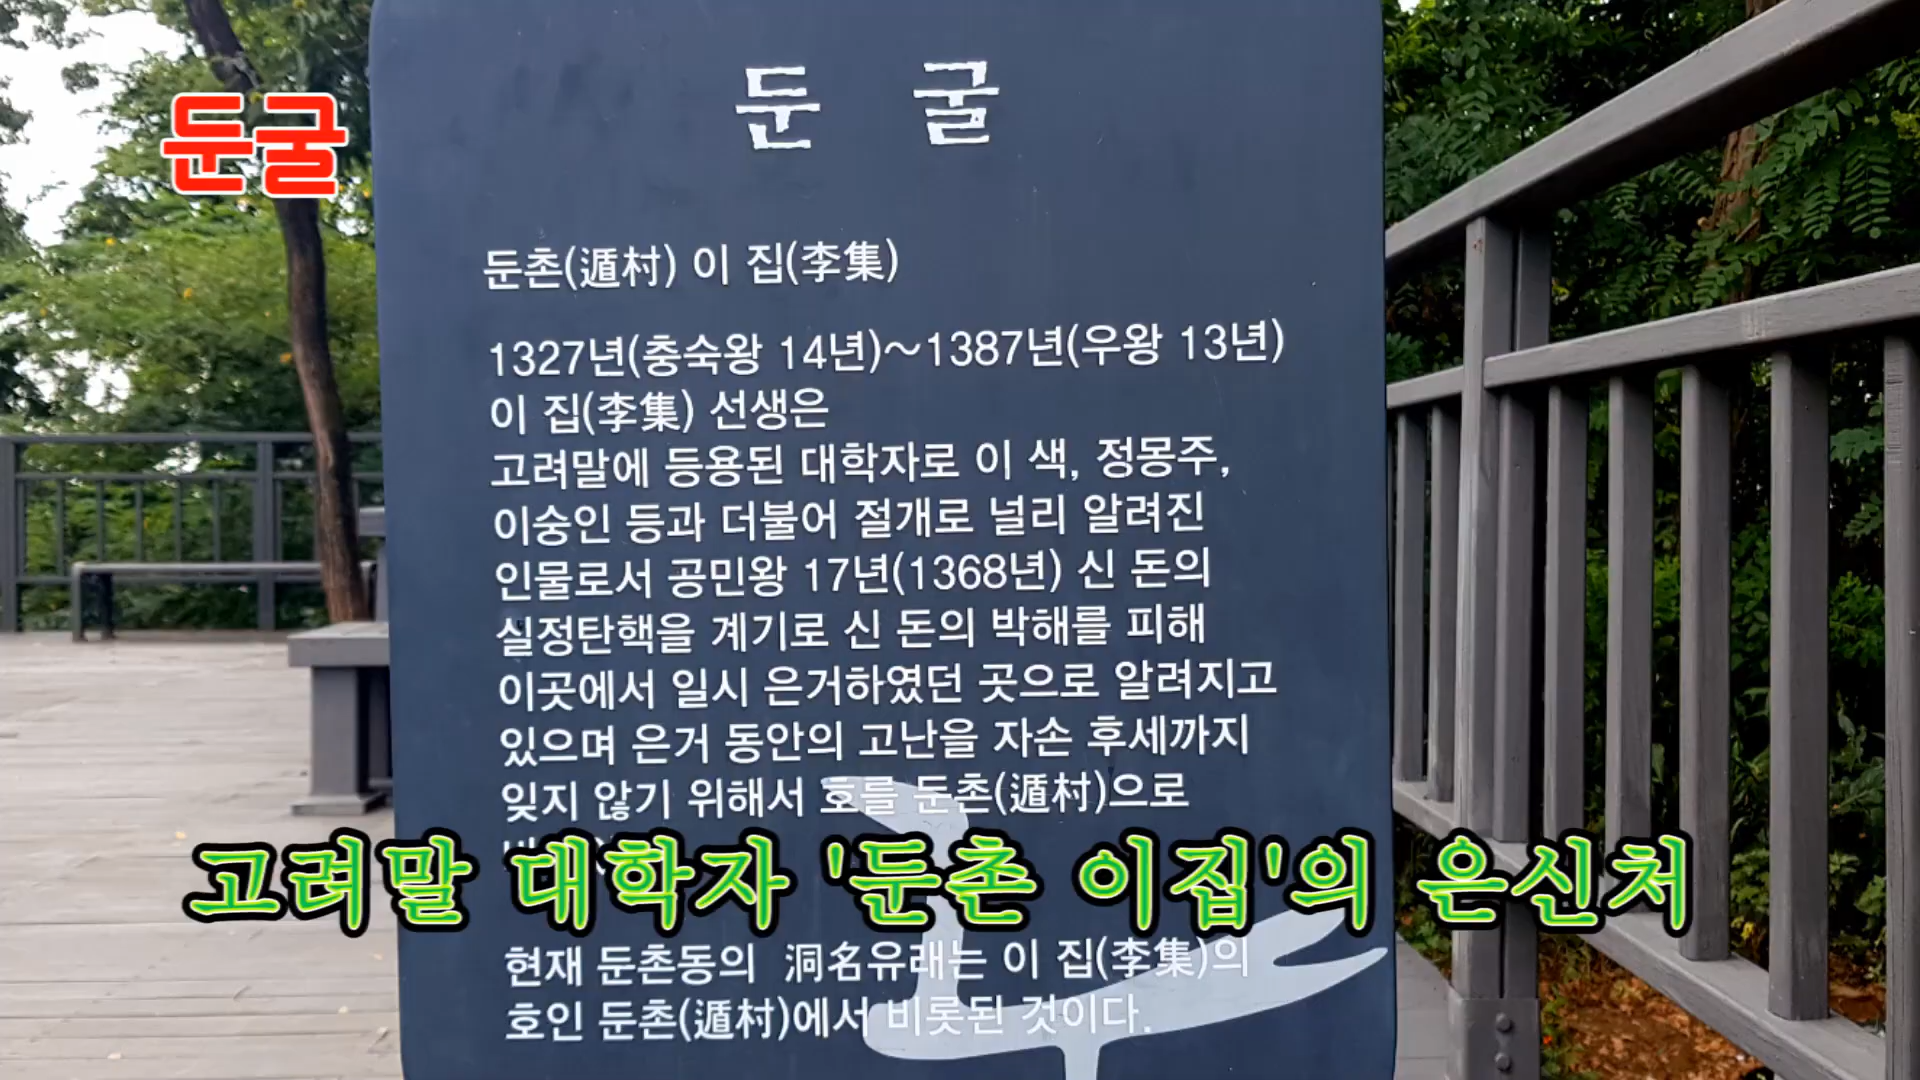 둔굴
둔 굴
둔촌(遁村) 이 집(李集)
1327년(충숙왕 14년)~1387년(우왕 13년)
이 집(李集) 선생은
고려말에 등용된 대학자로 이 색, 정몽주,
이숭인 등과 더불어 절개로 널리 알려진
인물로서 공민왕 17년(1368년) 신 돈의
실정탄핵을 계기로 신 돈의 박해를 피해
이곳에서 일시 은거하였던 곳으로 알려지고
있으며 은거 동안의 고난을 자손 후세까지
잊지 않기 위해서 호를 둔촌(遁村)으로
고려말 대학자 '둔촌 이집'의 은신처
현재 둔촌동의 洞名유래는 이 집(李集)의
호인 둔촌(遁村)에서 비롯된 것이다.